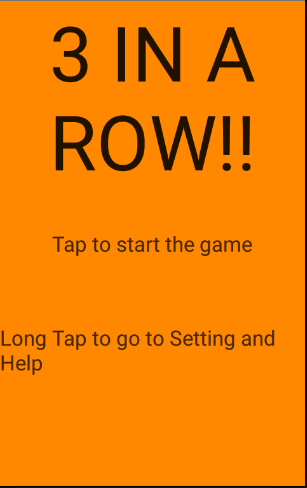 3 IN A
ROW!!
Tap to start the game
Long Tap to go to Setting and
Help